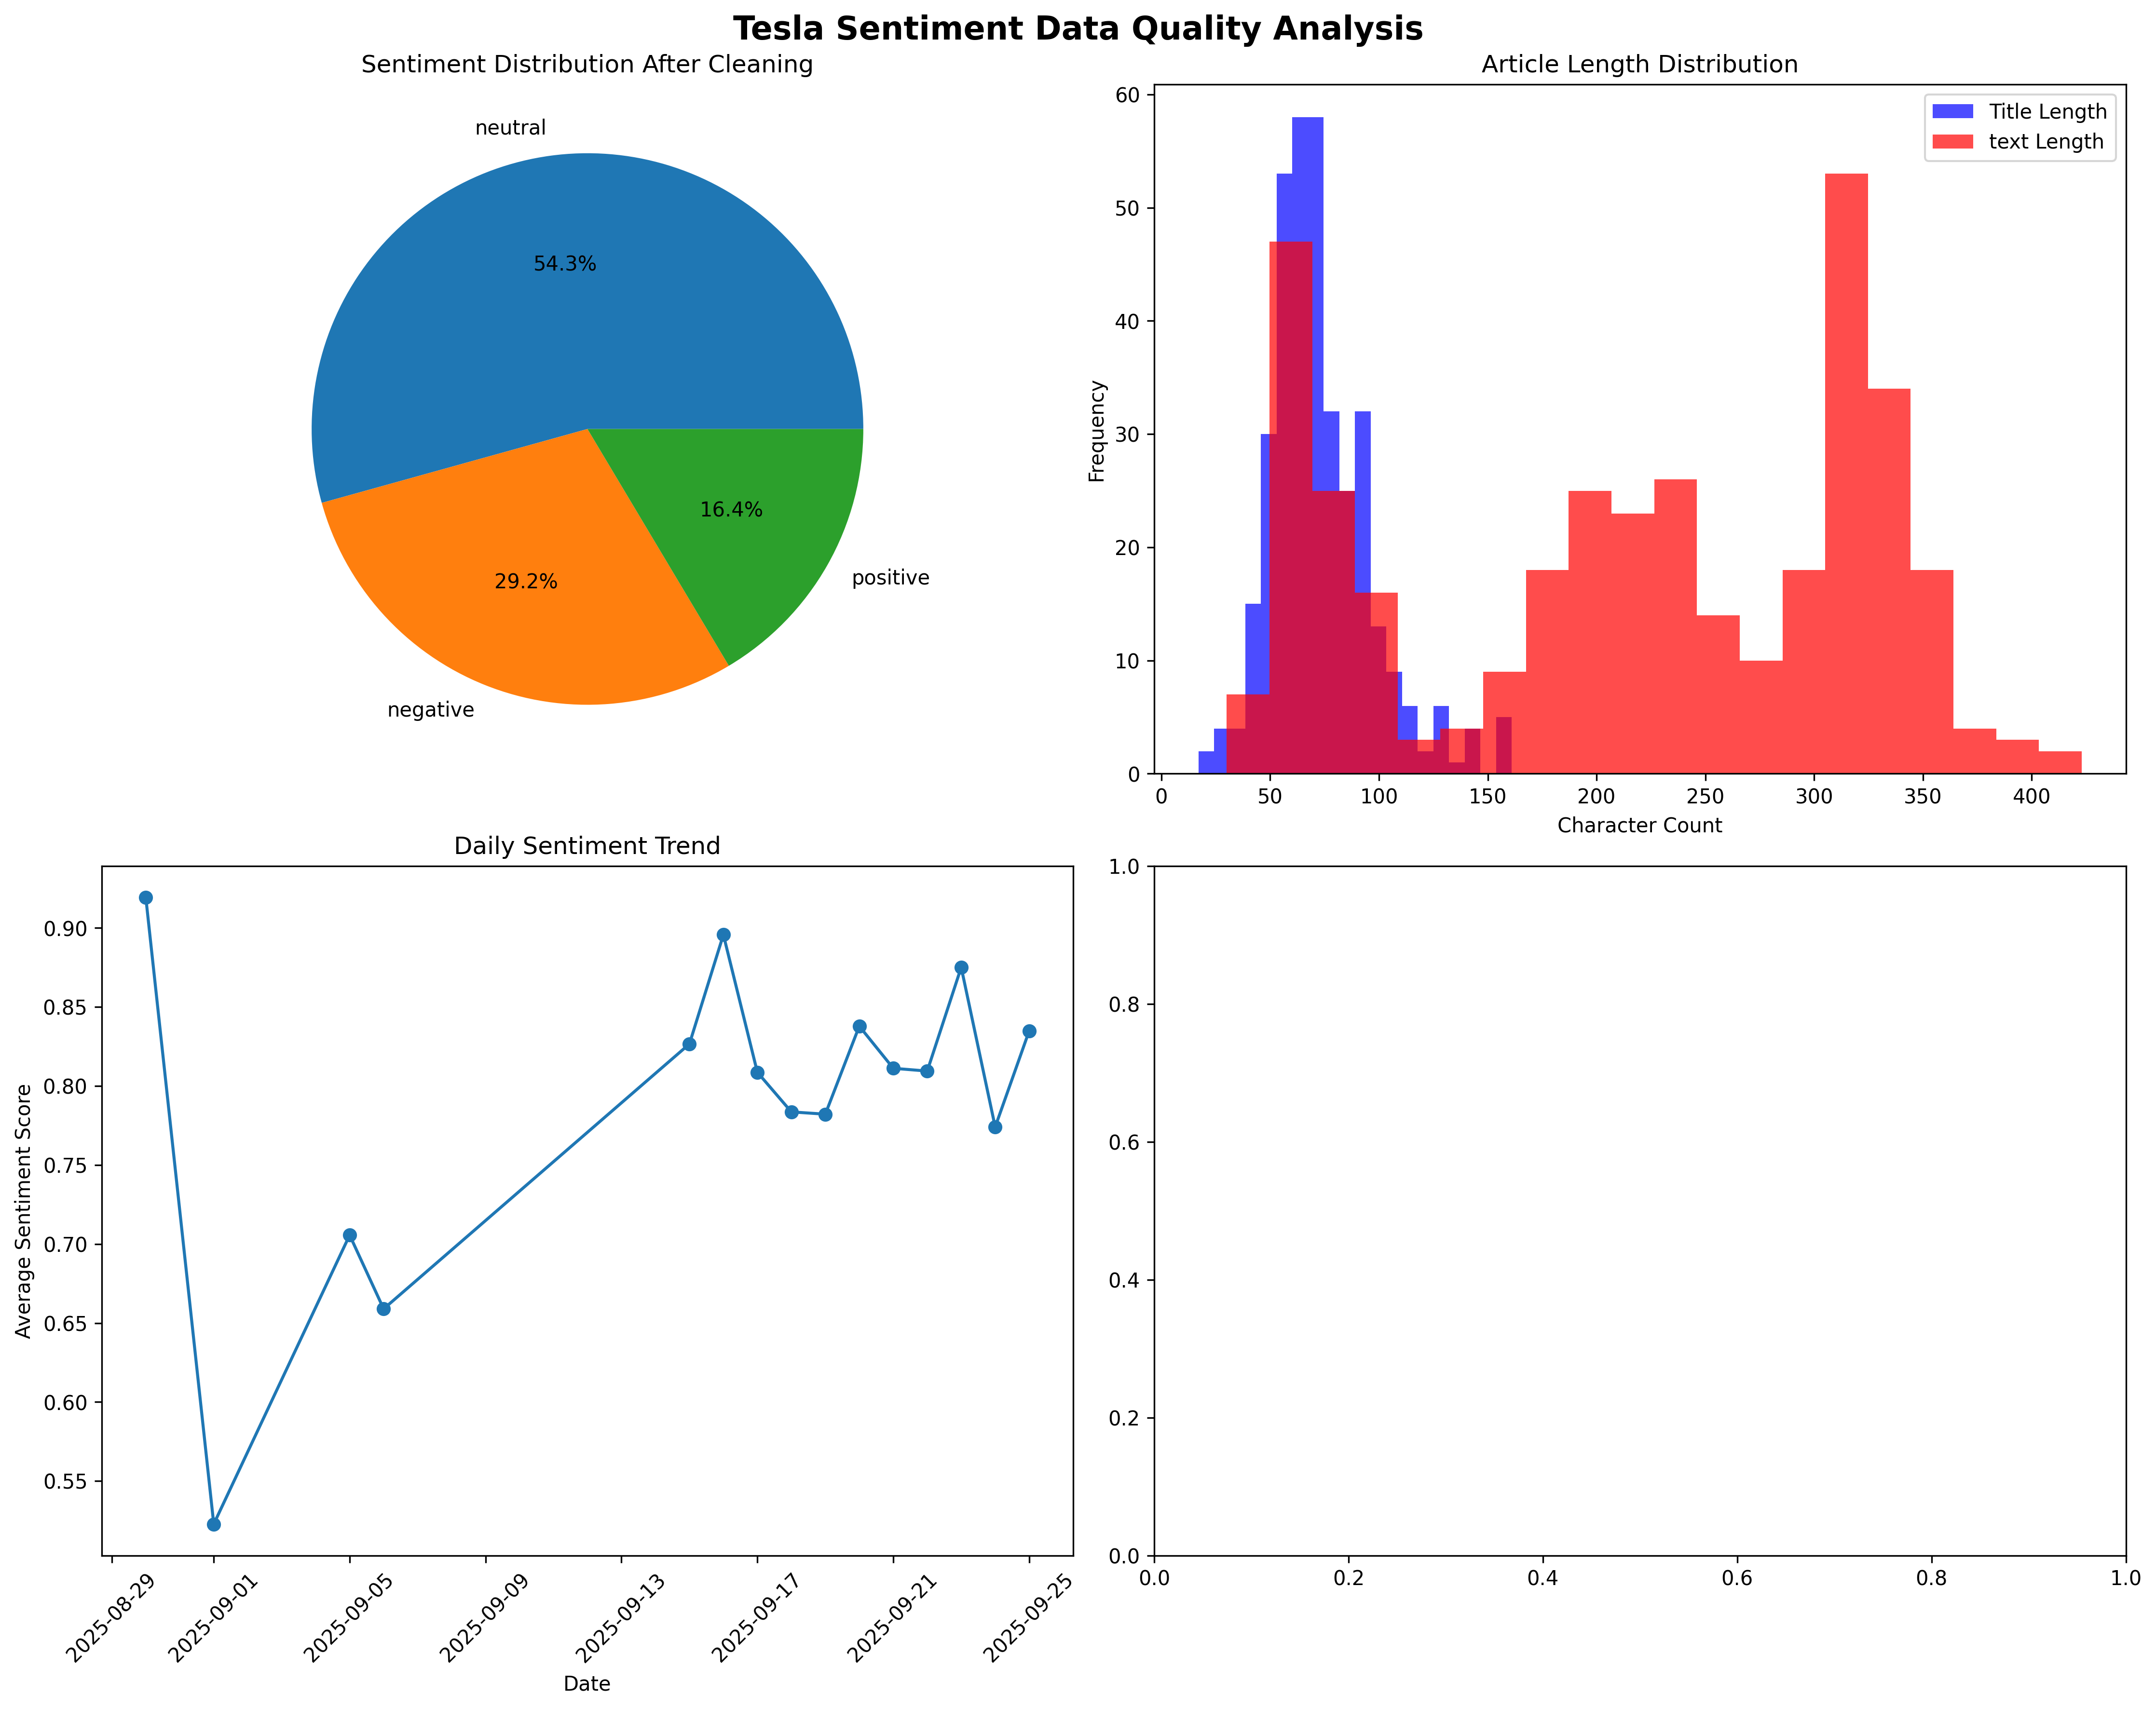 Tesla Sentiment Data Quality Analysis
Sentiment Distribution After Cleaning
neutral
54.3%
16.4%
29.2%
positive
negative
Article Length Distribution
Title Length
text Length
Frequency
60
50
40
30
20
10
0
0 50 100 150 200 250 300 350 400
Character Count
Daily Sentiment Trend
Average Sentiment Score
0.90
0.85
0.80
0.75
0.70
0.65
0.60
0.55
2025-08-29 2025-09-01 2025-09-05 2025-09-09 2025-09-13 2025-09-17 2025-09-21 2025-09-25
Date
1.0
0.8
0.6
0.4
0.2
0.0
0.0 0.2 0.4 0.6 0.8 1.0